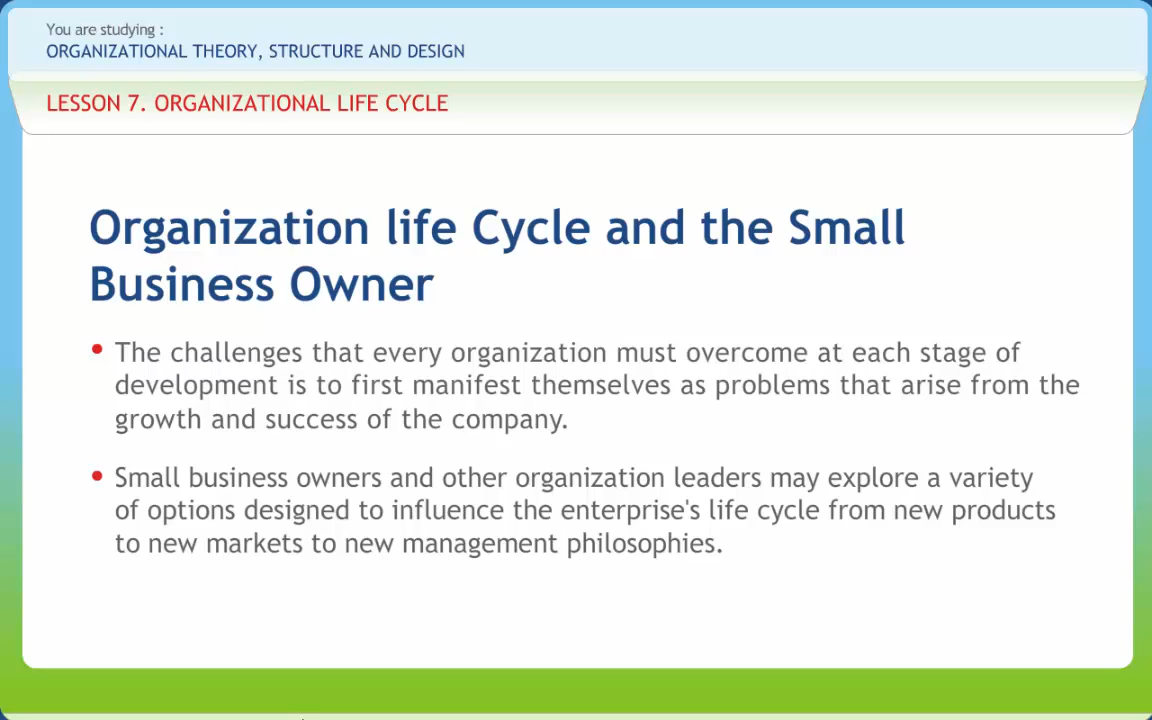 You are studying :
ORGANIZATIONAL THEORY, STRUCTURE AND DESIGN
LESSON 7. ORGANIZATIONAL LIFE CYCLE
Organization life Cycle and the Small
Business Owner
• The challenges that every organization must overcome at each stage of
development is to first manifest themselves as problems that arise from the
growth and success of the company.
• Small business owners and other organization leaders may explore a variety
of options designed to influence the enterprise's life cycle from new products
to new markets to new management philosophies.